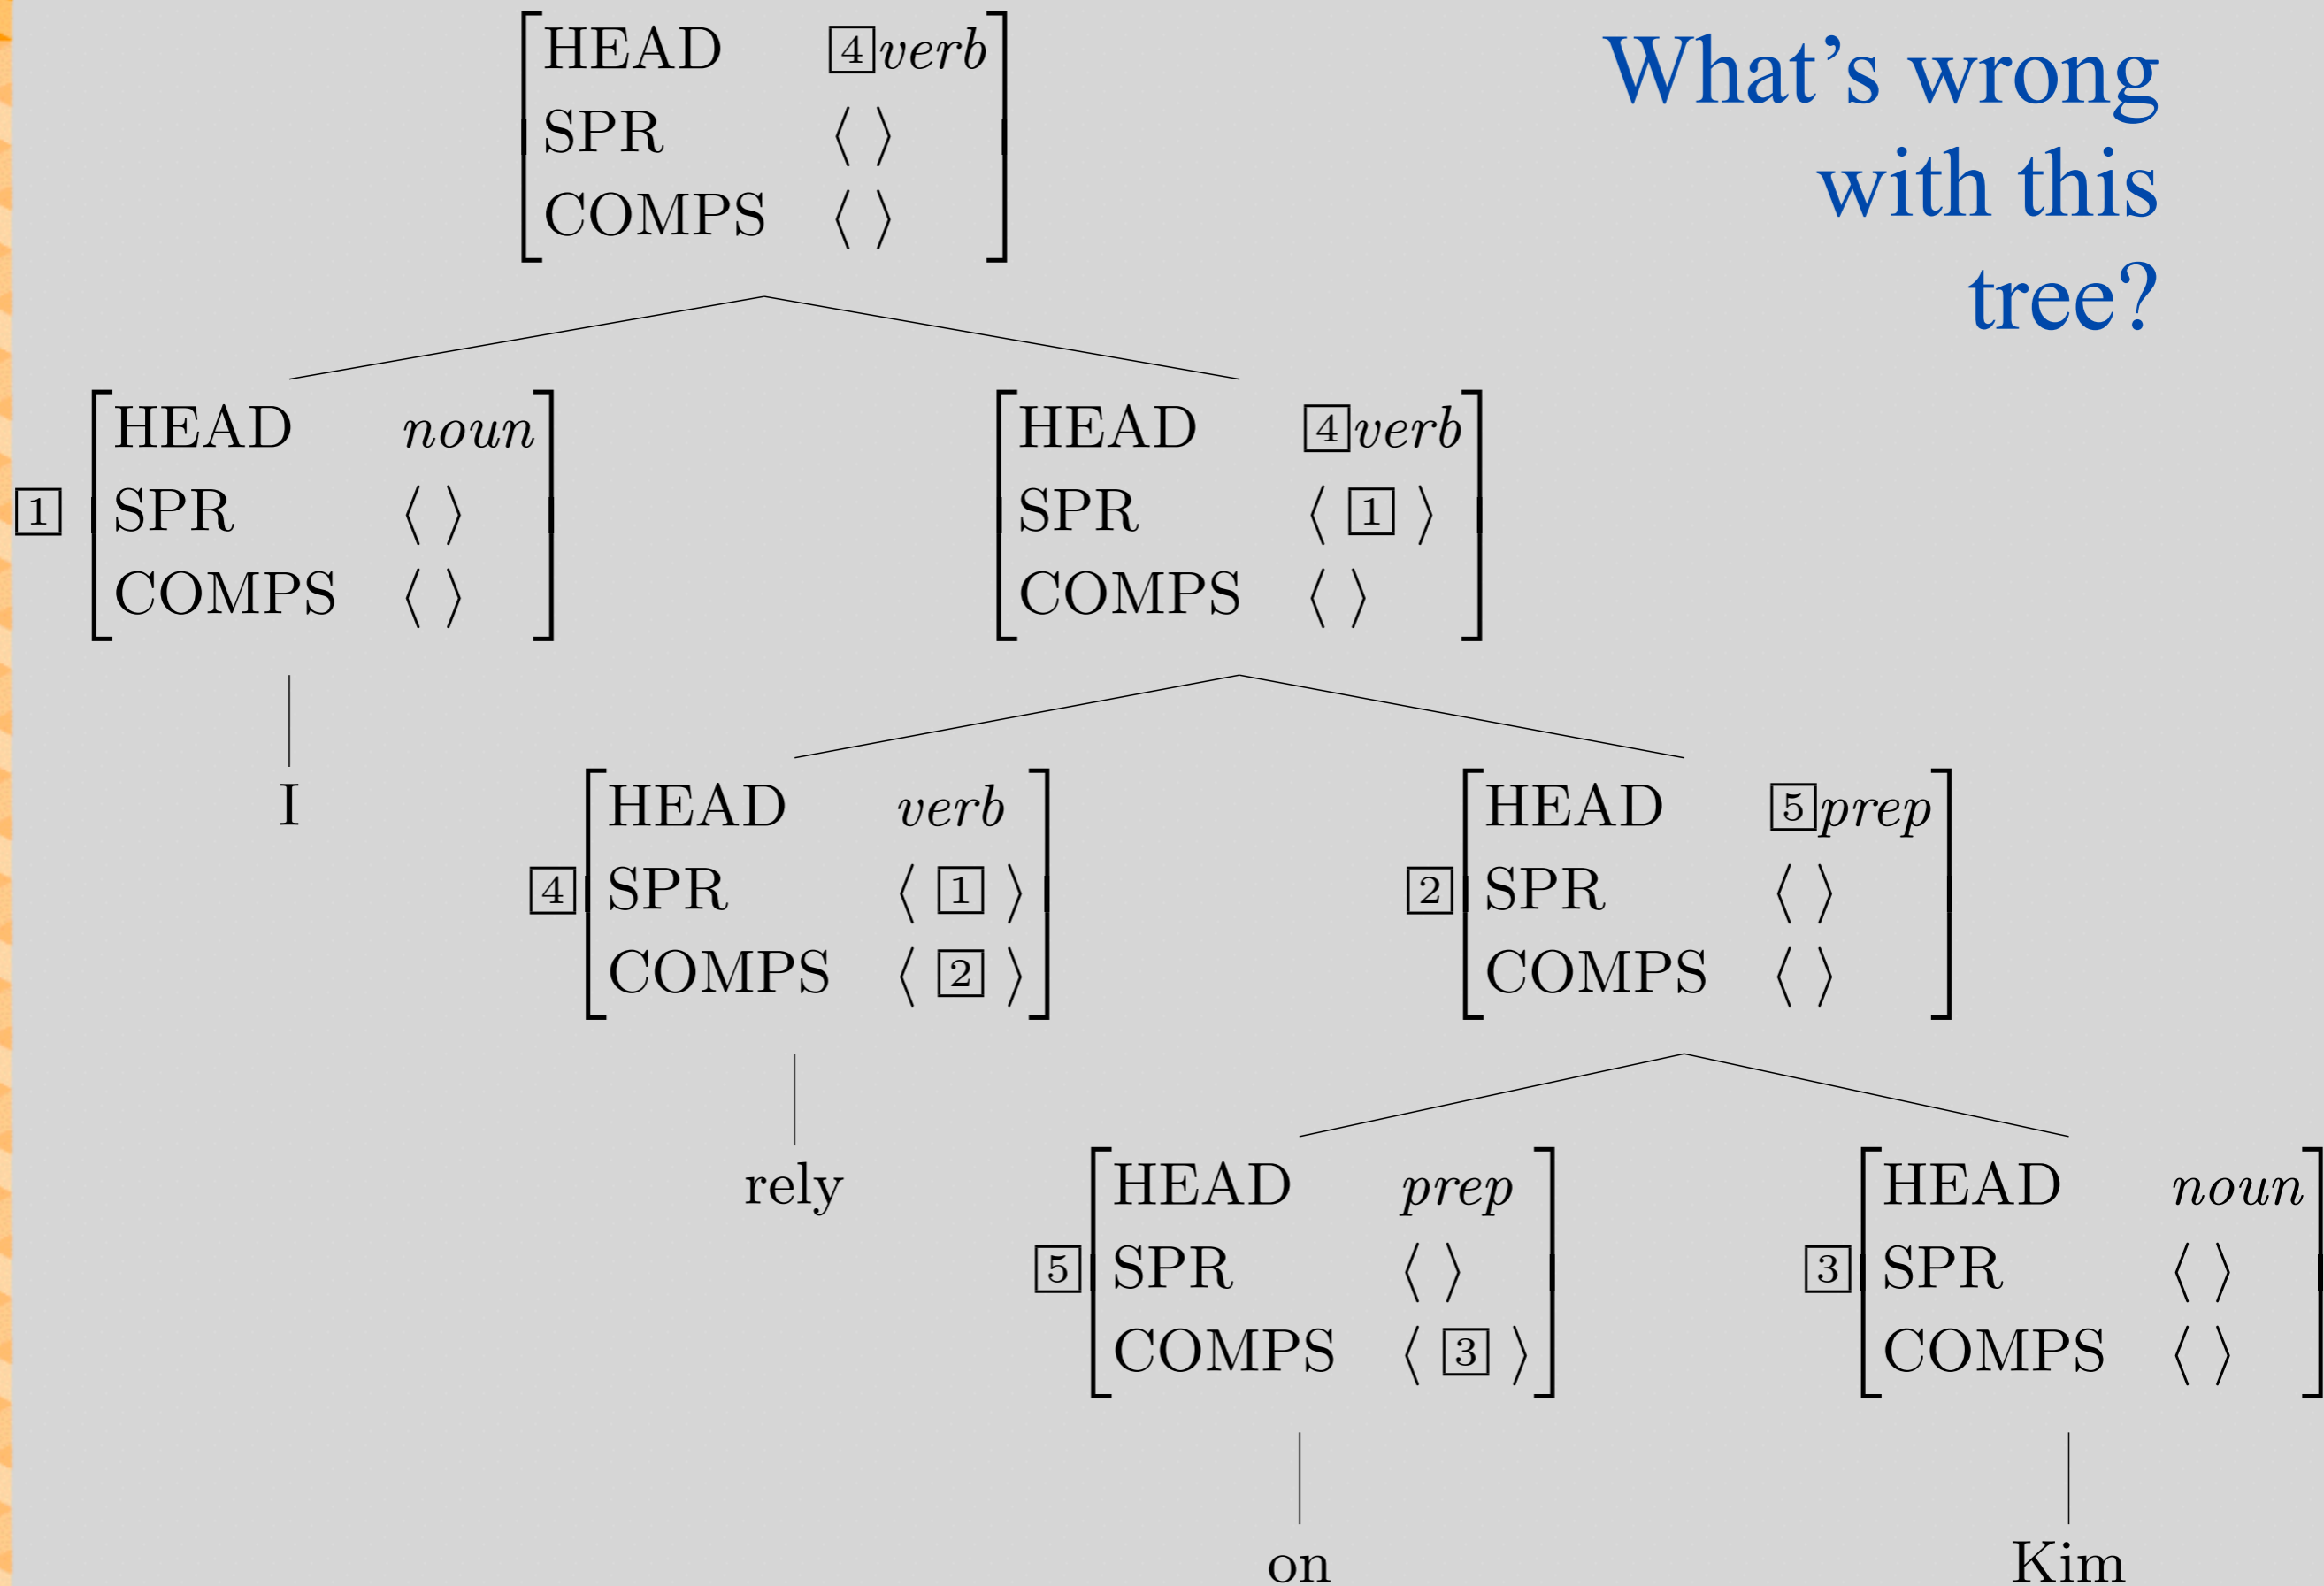 What's wrong
with this
tree?
HEAD 4 verb
SPR ⟨ ⟩
COMPS ⟨ ⟩
1
HEAD noun
SPR ⟨ ⟩
COMPS ⟨ ⟩
HEAD 4 verb
SPR ⟨ 1 ⟩
COMPS ⟨ ⟩
I
4
HEAD verb
SPR ⟨ 1 ⟩
COMPS ⟨ 2 ⟩
2
HEAD 5 prep
SPR ⟨ ⟩
COMPS ⟨ ⟩
rely
5
HEAD prep
SPR ⟨ ⟩
COMPS ⟨ 3 ⟩
3
HEAD noun
SPR ⟨ ⟩
COMPS ⟨ ⟩
on
Kim